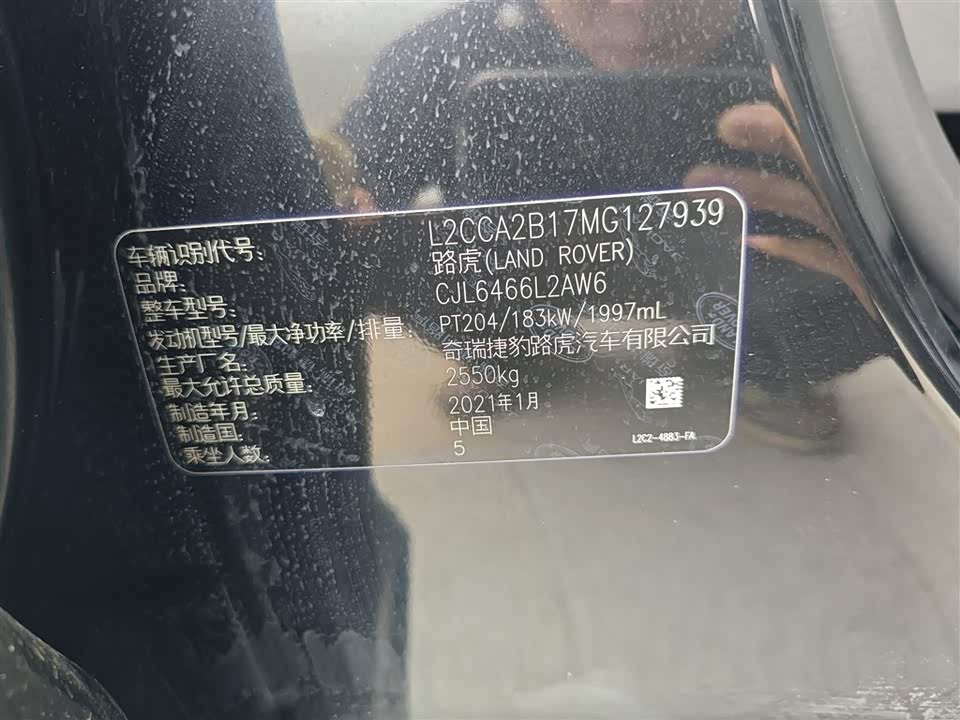 车辆识别代号: L2CCA2B17MG127939
品牌: 路虎(LAND ROVER)
整车型号: CJL6466L2AW6
发动机型号/最大净功率/排量: PT204/183kW/1997mL
生产厂名: 奇瑞捷豹路虎汽车有限公司
最大允许总质量: 2550kg
制造年月: 2021年1月
制造国: 中国
乘坐人数: 5
L2C2-4883-FA